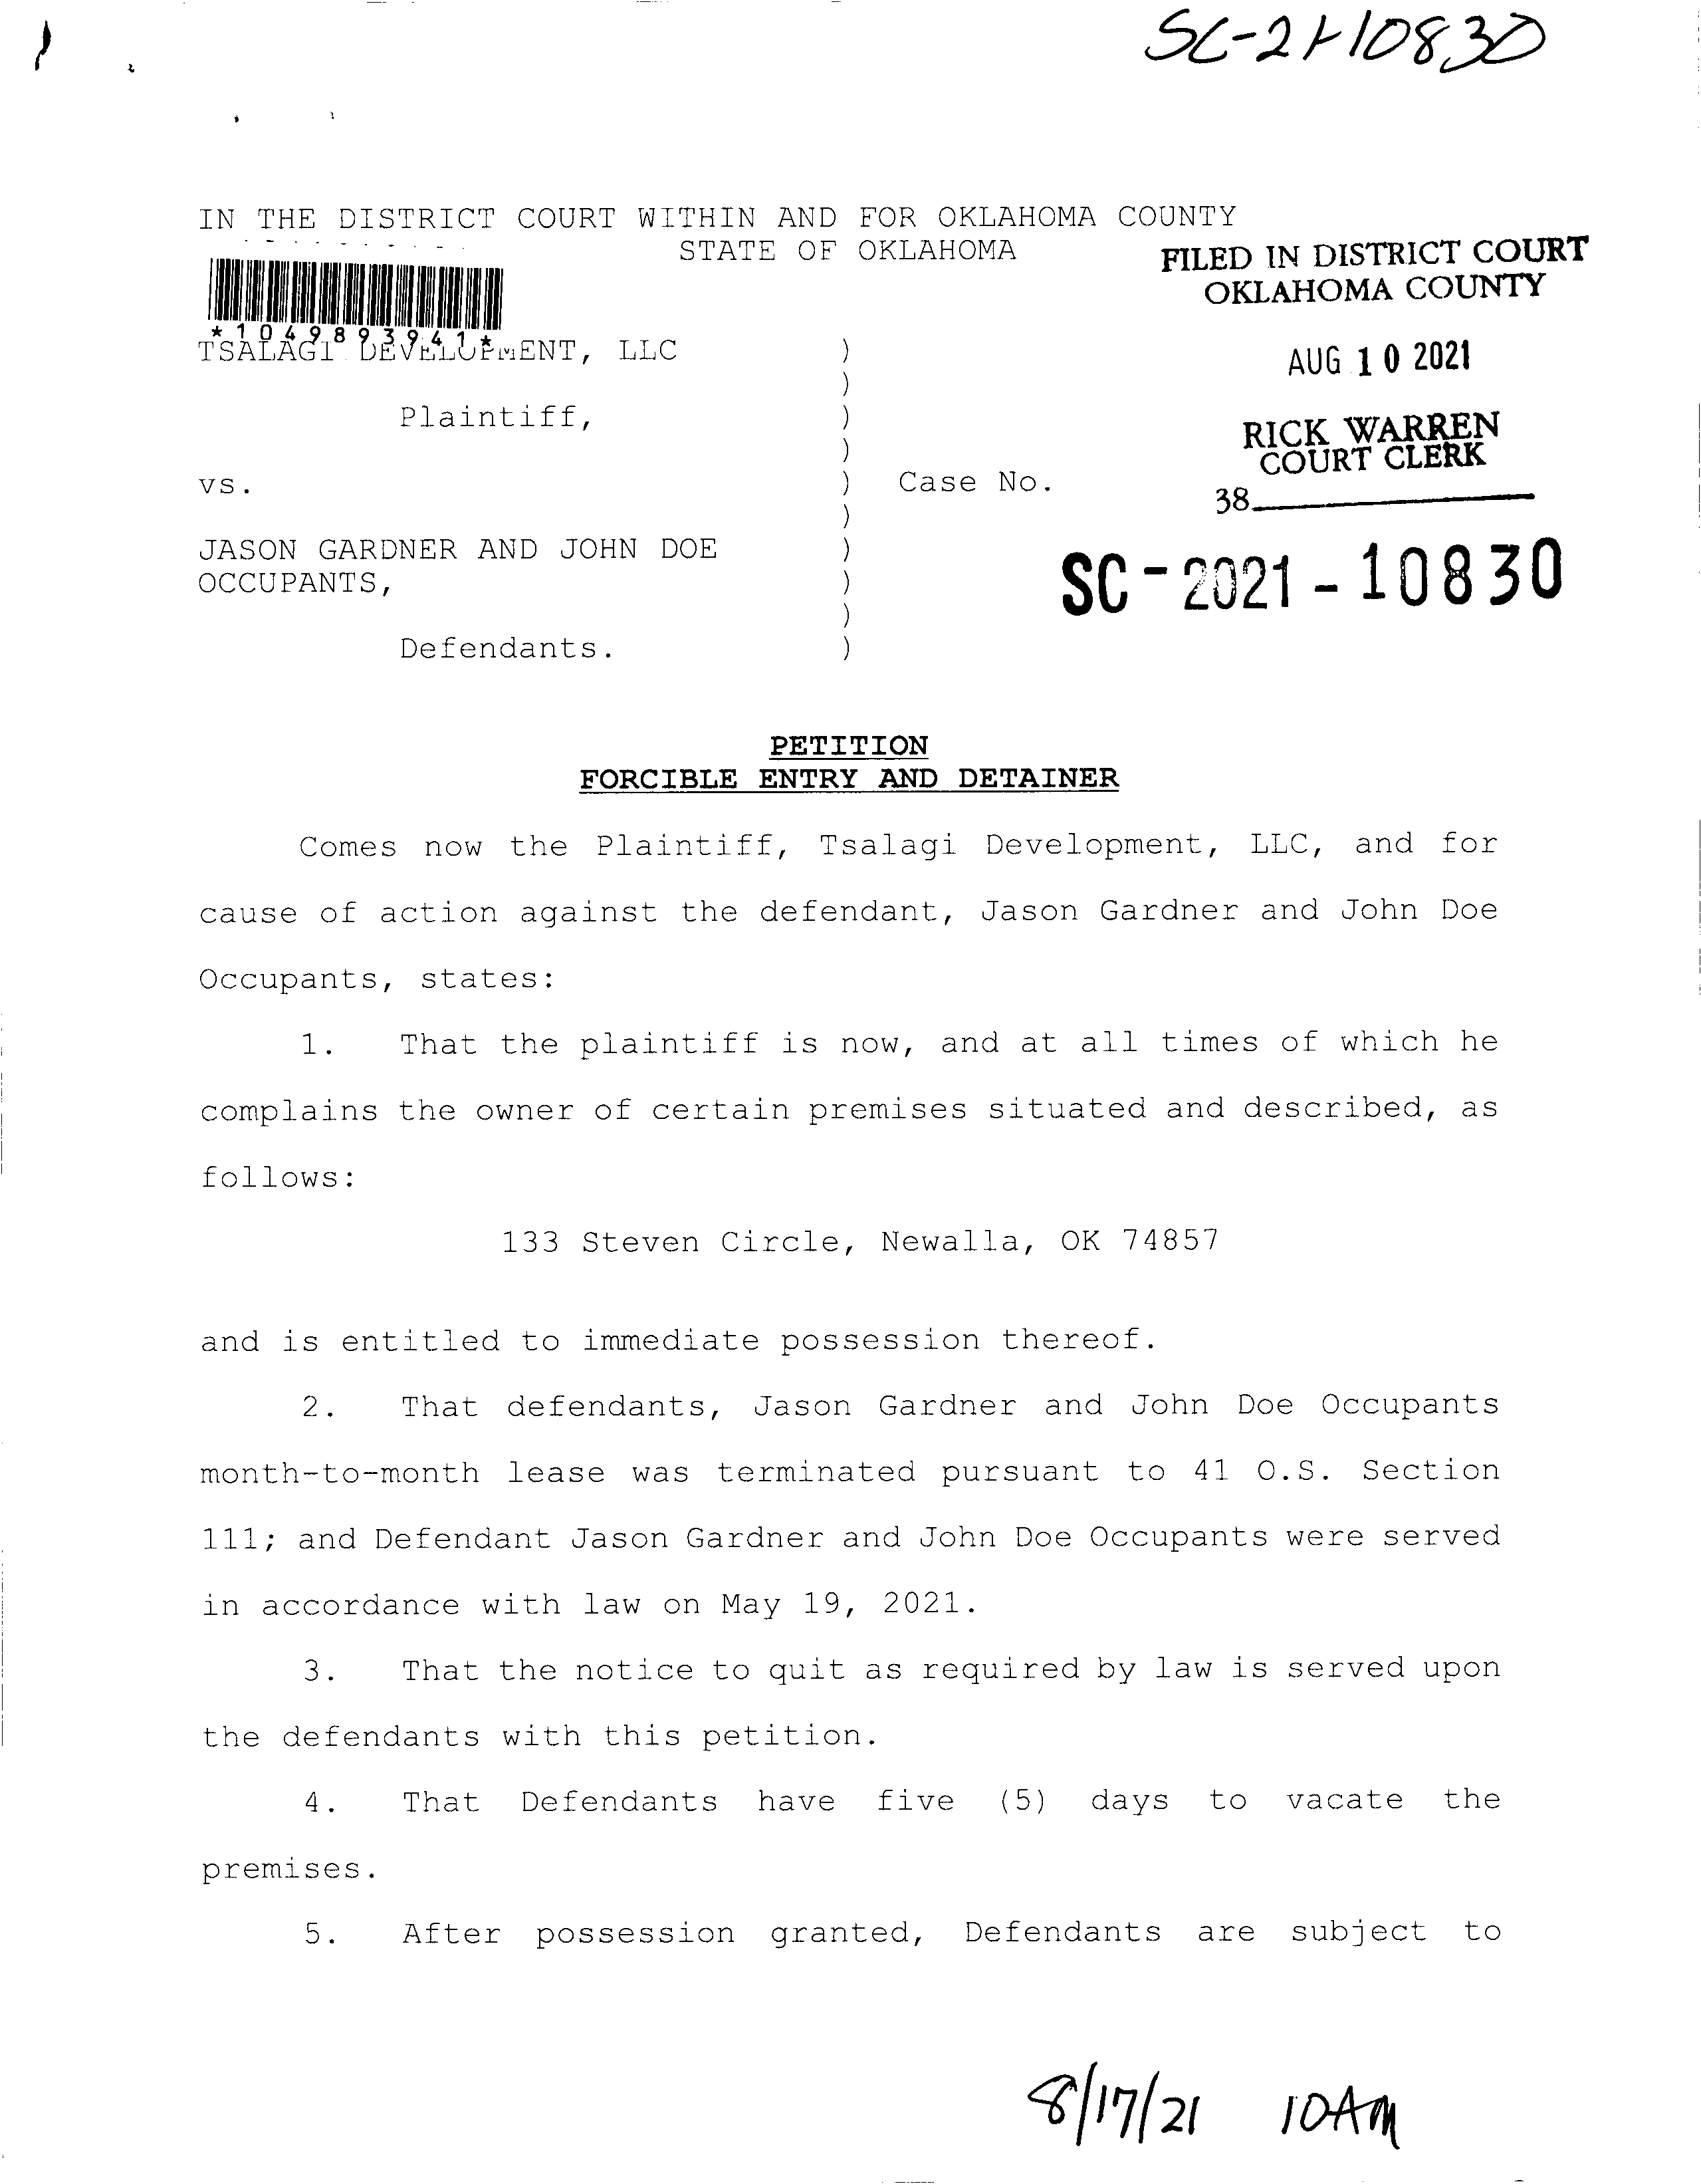 SC-21-10830
IN THE DISTRICT COURT WITHIN AND FOR OKLAHOMA COUNTY
STATE OF OKLAHOMA
FILED IN DISTRICT COURT
OKLAHOMA COUNTY
*1049893941*
TSALAGI DEVELOPMENT, LLC )
AUG 10 2021
)
Plaintiff, )
RICK WARREN
COURT CLERK
)
vs. ) Case No.
38
)
JASON GARDNER AND JOHN DOE )
OCCUPANTS, )
SC-2021-10830
)
Defendants. )
PETITION
FORCIBLE ENTRY AND DETAINER
Comes now the Plaintiff, Tsalagi Development, LLC, and for
cause of action against the defendant, Jason Gardner and John Doe
Occupants, states:
1. That the plaintiff is now, and at all times of which he
complains the owner of certain premises situated and described, as
follows:
133 Steven Circle, Newalla, OK 74857
and is entitled to immediate possession thereof.
2. That defendants, Jason Gardner and John Doe Occupants
month-to-month lease was terminated pursuant to 41 O.S. Section
111; and Defendant Jason Gardner and John Doe Occupants were served
in accordance with law on May 19, 2021.
3. That the notice to quit as required by law is served upon
the defendants with this petition.
4. That Defendants have five (5) days to vacate the
premises.
5. After possession granted, Defendants are subject to
8/17/21 10AM